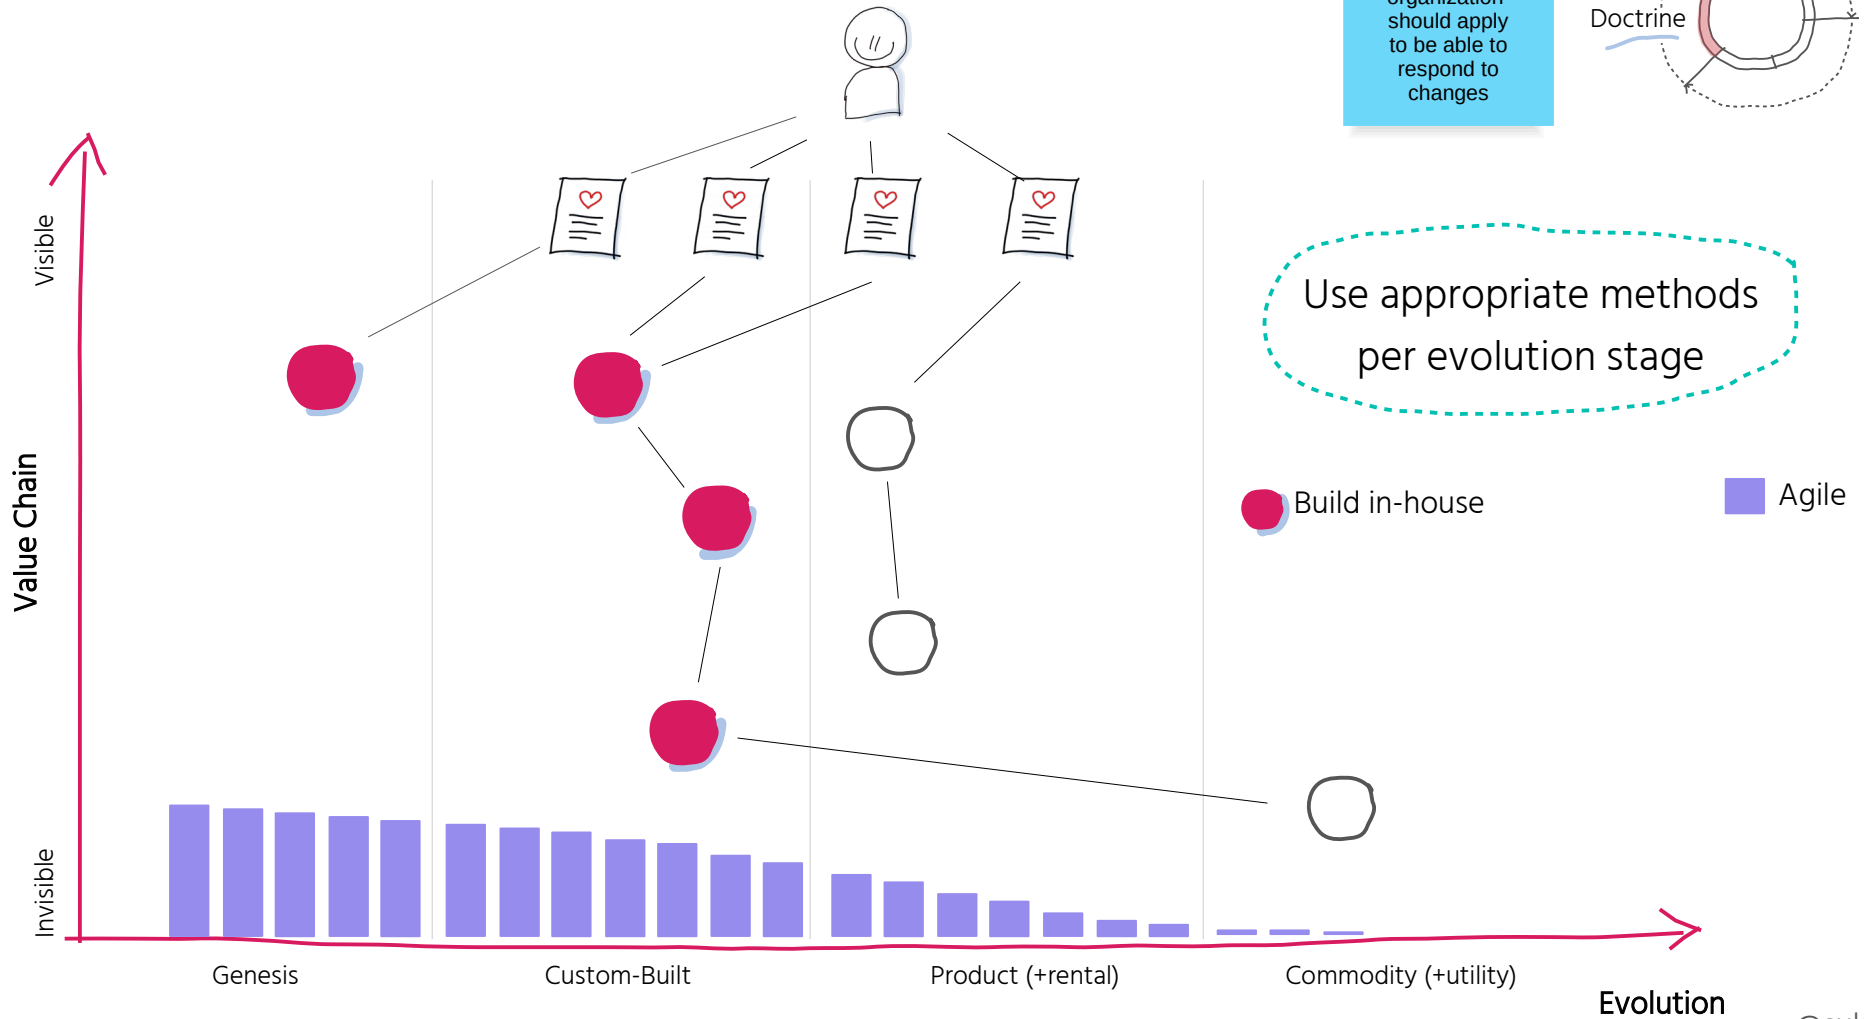 organization
should apply
to be able to
respond to
changes
Doctrine
Visible
Use appropriate methods
per evolution stage
Value Chain
Build in-house
Agile
Invisible
Genesis
Custom-Built
Product (+rental)
Commodity (+utility)
Evolution